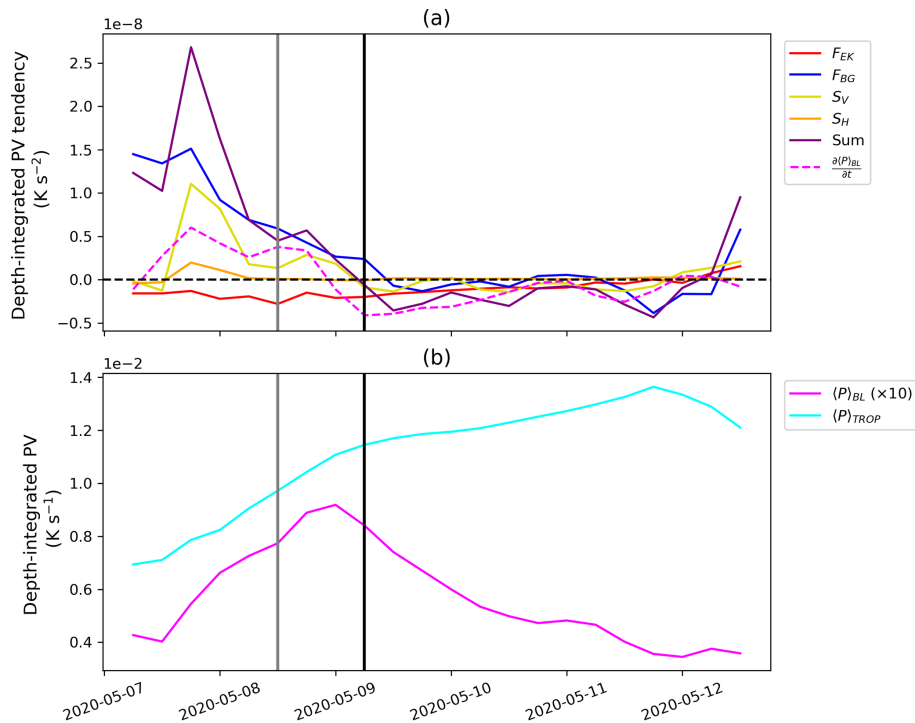 (a)
1e−8
Depth-integrated PV tendency
(K s⁻²)
2.5
2.0
1.5
1.0
0.5
0.0
−0.5
F_EK
F_BG
S_V
S_H
Sum
∂⟨P⟩_BL/∂t
(b)
1e−2
Depth-integrated PV
(K s⁻¹)
1.4
1.2
1.0
0.8
0.6
0.4
⟨P⟩_BL (×10)
⟨P⟩_TROP
2020-05-07
2020-05-08
2020-05-09
2020-05-10
2020-05-11
2020-05-12